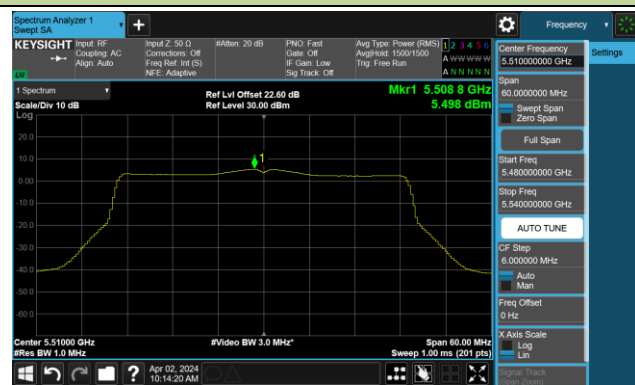 Spectrum Analyzer 1
Swept SA
Frequency
KEYSIGHT
Input: RF
Coupling: AC
Align: Auto
Input Z: 50 Ω
Corrections: Off
Freq Ref: Int (S)
NFE: Adaptive
#Atten: 20 dB
PNO: Fast
Gate: Off
IF Gain: Low
Sig Track: Off
Avg Type: Power (RMS)
Avg|Hold: 1500/1500
Trig: Free Run
1 2 3 4 5 6
A W W W W W
A N N N N N
1 Spectrum
Scale/Div 10 dB
Log
Ref Lvl Offset 22.60 dB
Ref Level 30.00 dBm
Mkr1 5.508 8 GHz
5.498 dBm
20.0
10.0
0.00
-10.0
-20.0
-30.0
-40.0
-50.0
-60.0
1
Center 5.51000 GHz
#Res BW 1.0 MHz
#Video BW 3.0 MHz*
Span 60.00 MHz
Sweep 1.00 ms (201 pts)
Apr 02, 2024
10:14:20 AM
Center Frequency
5.510000000 GHz
Settings
Span
60.0000000 MHz
Swept Span
Zero Span
Full Span
Start Freq
5.480000000 GHz
Stop Freq
5.540000000 GHz
AUTO TUNE
CF Step
6.000000 MHz
Auto
Man
Freq Offset
0 Hz
X Axis Scale
Log
Lin
Signal Track
(Span Zoom)